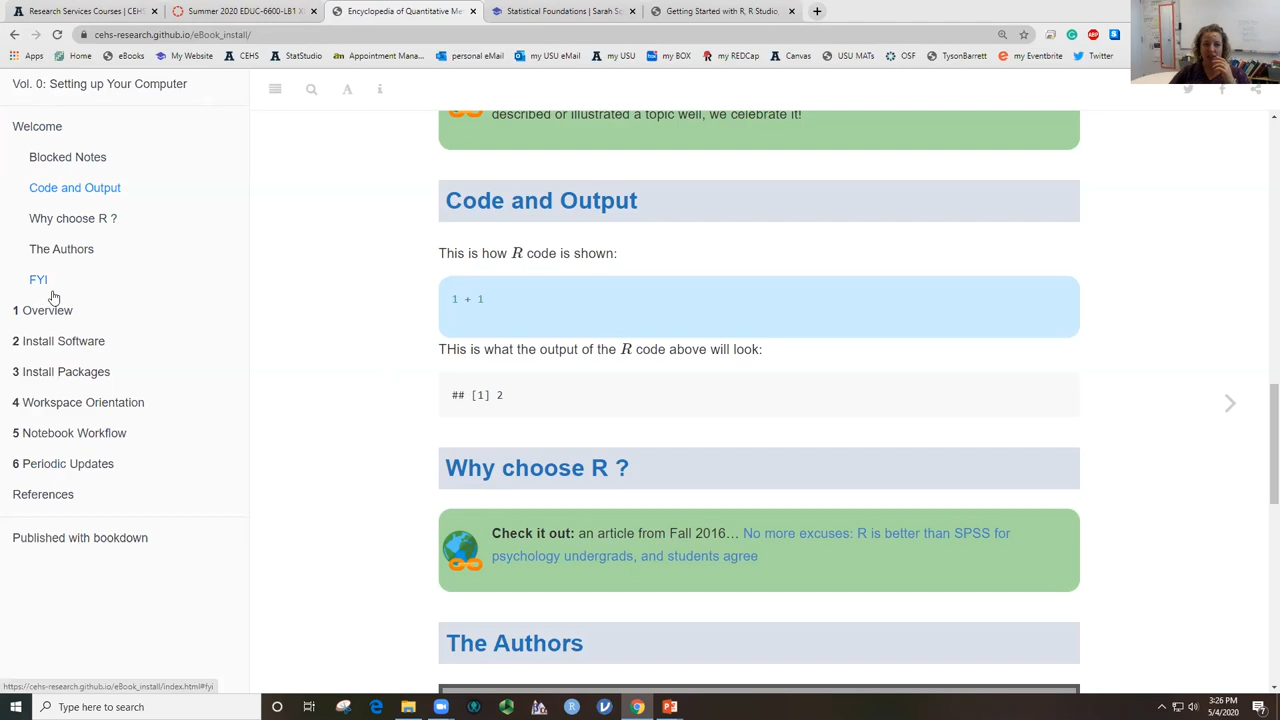 Research Services Courses | CEHS
Summer 2020 EDUC-6600-LB1 X
Encyclopedia of Quantitative Me
Statistical Foundations | Sarah S
Getting Started with R, R Studio,
cehs-research.github.io/eBook_install/
Apps
Home
eBooks
My Website
CEHS
StatStudio
Appointment Mana...
personal eMail
my USU eMail
my USU
my BOX
my REDCap
Canvas
USU MATs
OSF
TysonBarrett
my Eventbrite
Twitter
Vol. 0: Setting up Your Computer
Welcome
Blocked Notes
Code and Output
Why choose R ?
The Authors
FYI
1 Overview
2 Install Software
3 Install Packages
4 Workspace Orientation
5 Notebook Workflow
6 Periodic Updates
References
Published with bookdown
described or illustrated a topic well, we celebrate it!
Code and Output
This is how R code is shown:
1 + 1
THis is what the output of the R code above will look:
## [1] 2
Why choose R ?
Check it out: an article from Fall 2016… No more excuses: R is better than SPSS for
psychology undergrads, and students agree
The Authors
https://cehs-research.github.io/eBook_install/index.html#fyi
Type here to search
3:26 PM
5/4/2020